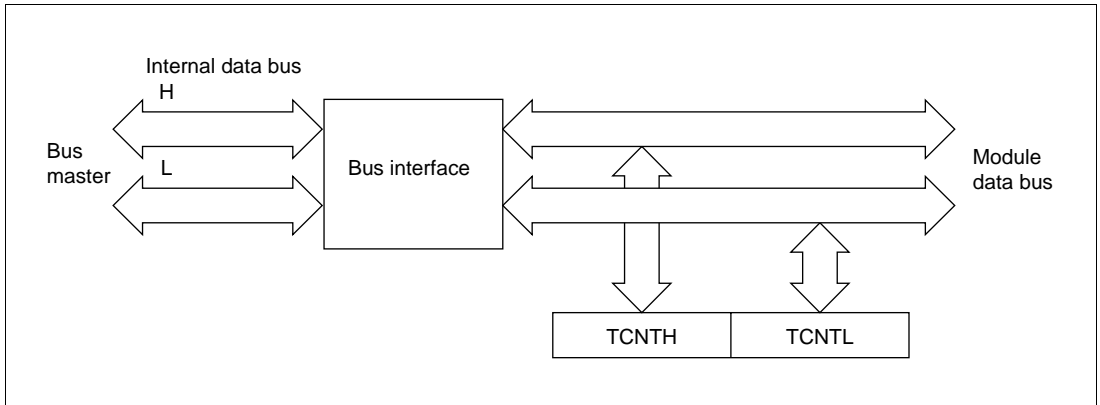 Internal data bus
H
Bus
master
L
Bus interface
Module
data bus
TCNTH
TCNTL